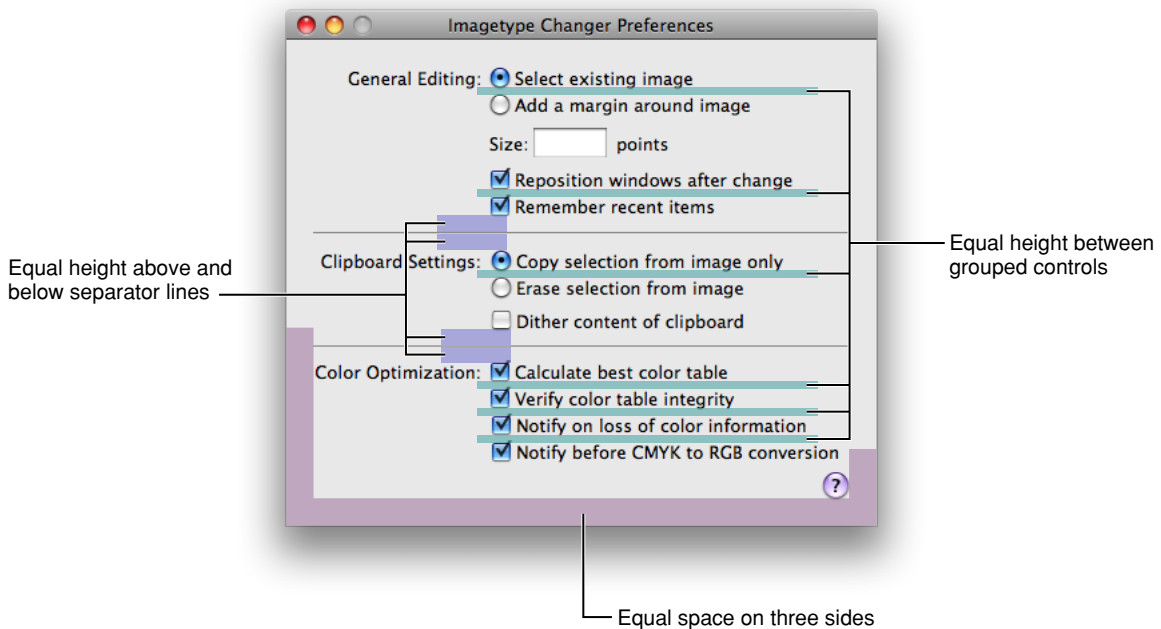 Imagetype Changer Preferences
General Editing: Select existing image
Add a margin around image
Size: points
Reposition windows after change
Remember recent items
Clipboard Settings: Copy selection from image only
Erase selection from image
Dither content of clipboard
Color Optimization: Calculate best color table
Verify color table integrity
Notify on loss of color information
Notify before CMYK to RGB conversion
?
Equal height above and
below separator lines
Equal height between
grouped controls
Equal space on three sides